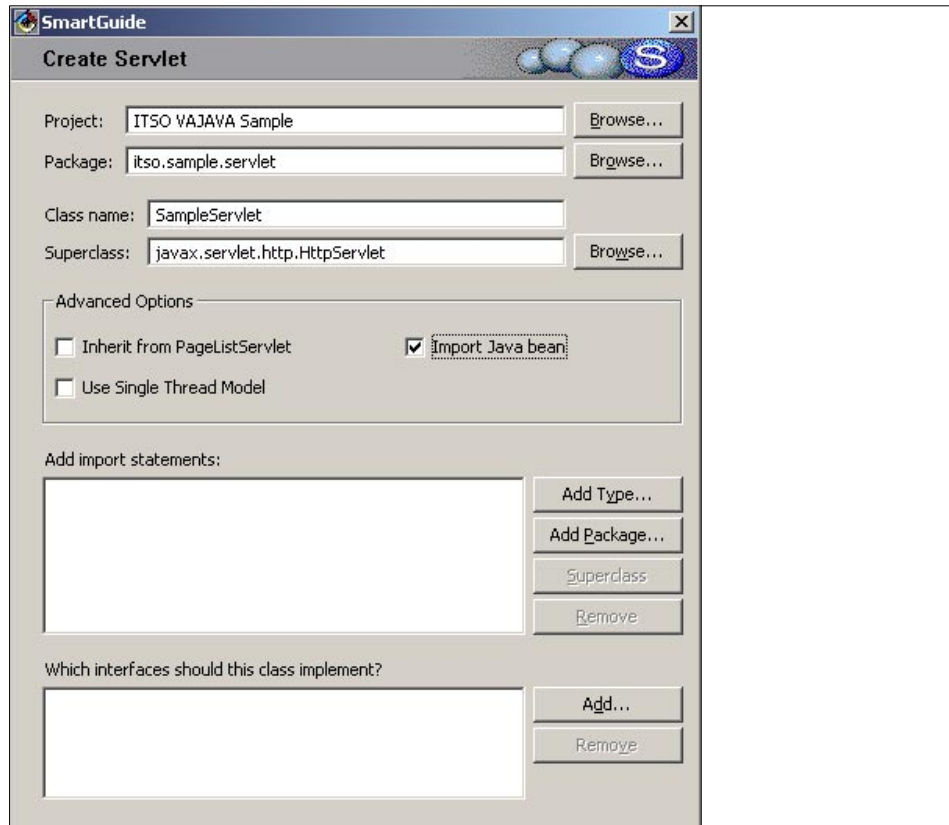 SmartGuide
Create Servlet
S
Project: ITSO VAJAVA Sample Browse...
Package: itso.sample.servlet Browse...
Class name: SampleServlet
Superclass: javax.servlet.http.HttpServlet Browse...
Advanced Options
Inherit from PageListServlet Import Java bean
Use Single Thread Model
Add import statements:
Add Type...
Add Package...
Superclass
Remove
Which interfaces should this class implement?
Add...
Remove